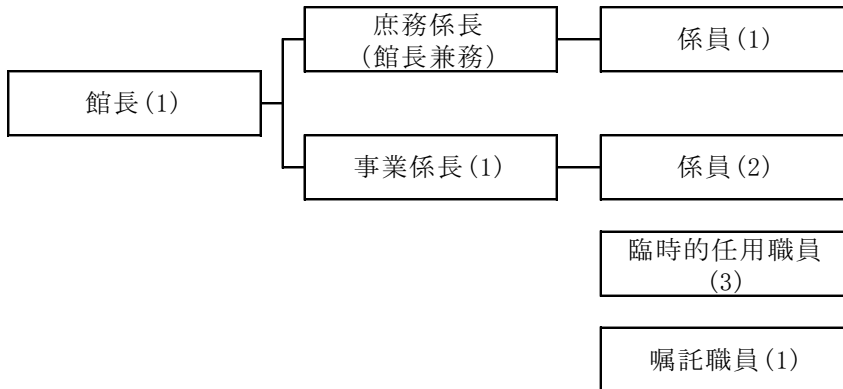 館長(1)
庶務係長
(館長兼務)
係員(1)
事業係長(1)
係員(2)
臨時的任用職員
(3)
嘱託職員(1)